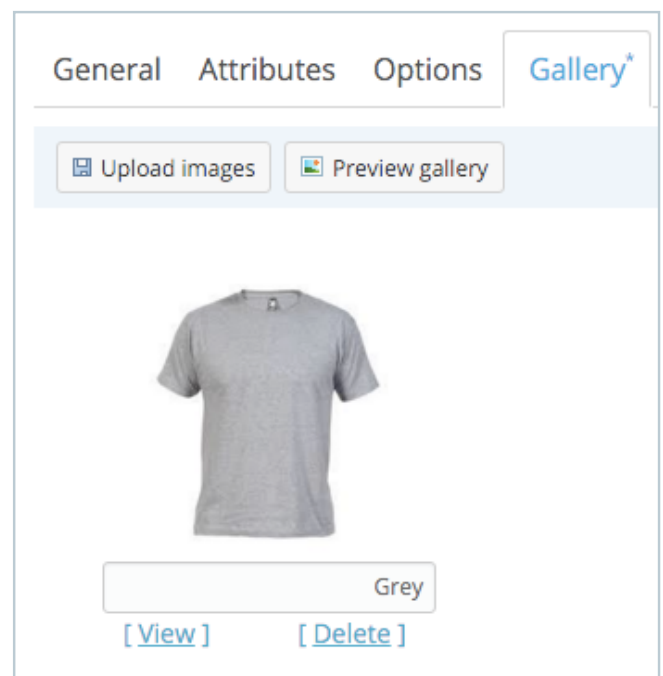 General Attributes Options Gallery*
Upload images Preview gallery
Grey
[ View ] [ Delete ]